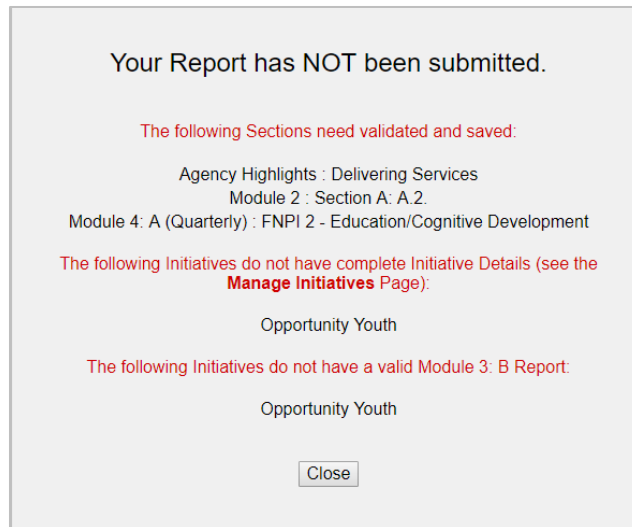 Your Report has NOT been submitted.
The following Sections need validated and saved:
Agency Highlights : Delivering Services
Module 2 : Section A: A.2.
Module 4: A (Quarterly) : FNPI 2 - Education/Cognitive Development
The following Initiatives do not have complete Initiative Details (see the
Manage Initiatives Page):
Opportunity Youth
The following Initiatives do not have a valid Module 3: B Report:
Opportunity Youth
Close